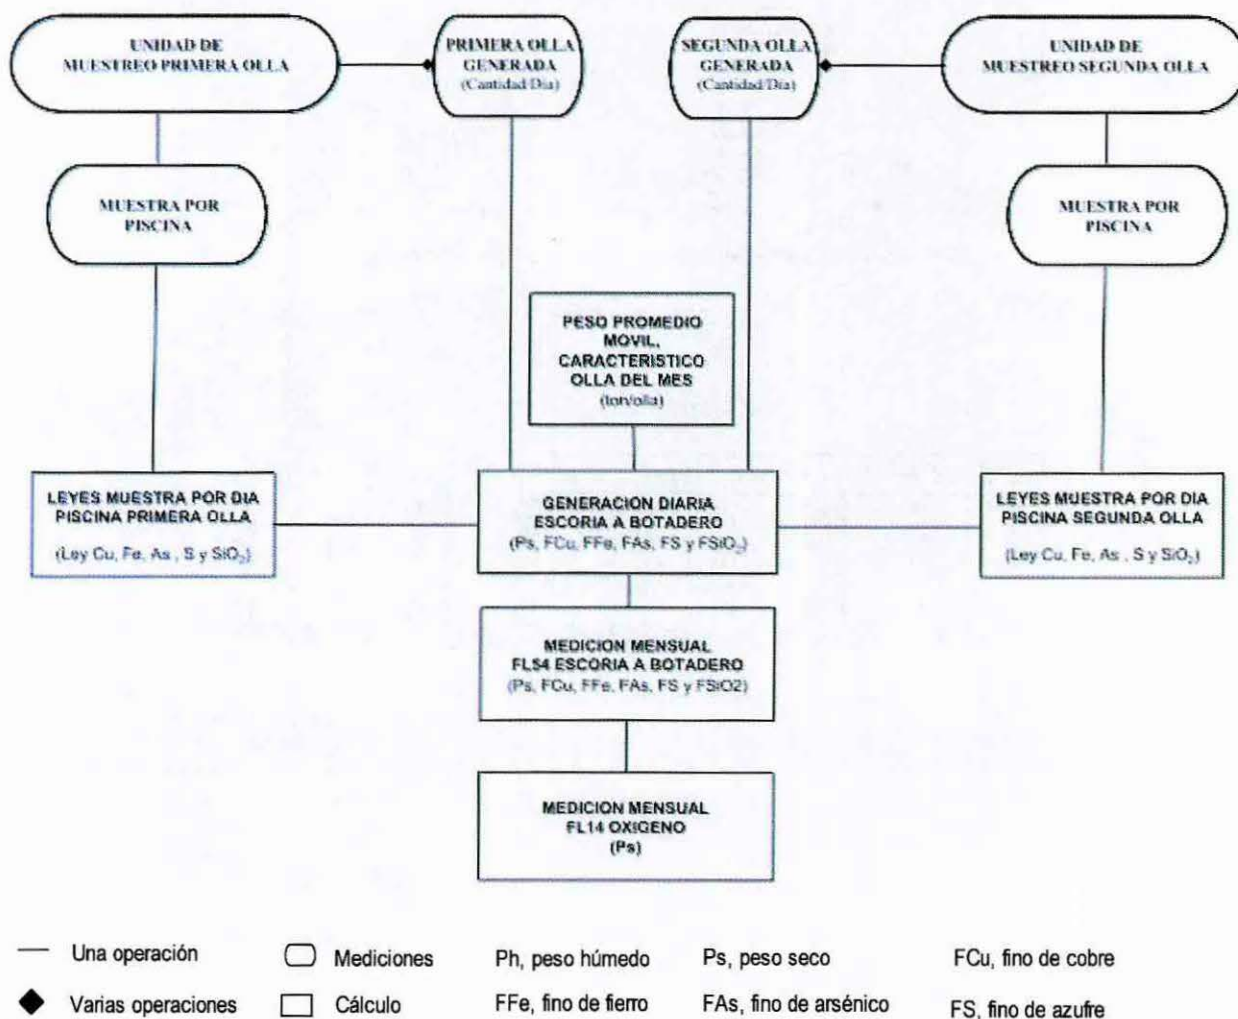 UNIDAD DE
MUESTREO PRIMERA OLLA
PRIMERA OLLA
GENERADA
(Cantidad/Día)
SEGUNDA OLLA
GENERADA
(Cantidad/Día)
UNIDAD DE
MUESTREO SEGUNDA OLLA
MUESTRA POR
PISCINA
MUESTRA POR
PISCINA
PESO PROMEDIO
MOVIL,
CARACTERISTICO
OLLA DEL MES
(ton/olla)
LEYES MUESTRA POR DIA
PISCINA PRIMERA OLLA
(Ley Cu, Fe, As , S y SiO₂)
GENERACION DIARIA
ESCORIA A BOTADERO
(Ps, FCu, FFe, FAs, FS y FSiO₂)
LEYES MUESTRA POR DIA
PISCINA SEGUNDA OLLA
(Ley Cu, Fe, As , S y SiO₂)
MEDICION MENSUAL
FLS4 ESCORIA A BOTADERO
(Ps, FCu, FFe, FAs, FS y FSiO2)
MEDICION MENSUAL
FL14 OXIGENO
(Ps)
Una operación
Mediciones
Ph, peso húmedo
Ps, peso seco
FCu, fino de cobre
Varias operaciones
Cálculo
FFe, fino de fierro
FAs, fino de arsénico
FS, fino de azufre